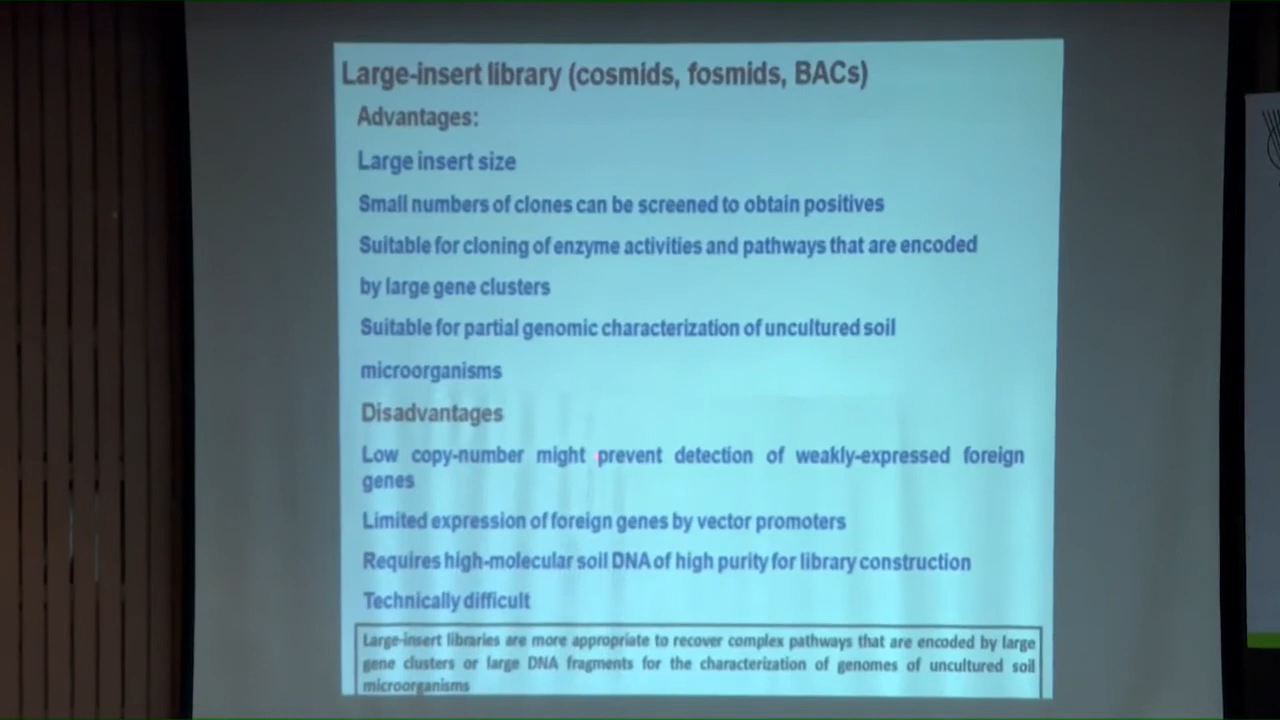 Large-insert library (cosmids, fosmids, BACs)
Advantages:
Large insert size
Small numbers of clones can be screened to obtain positives
Suitable for cloning of enzyme activities and pathways that are encoded
by large gene clusters
Suitable for partial genomic characterization of uncultured soil
microorganisms
Disadvantages
Low copy-number might prevent detection of weakly-expressed foreign
genes
Limited expression of foreign genes by vector promoters
Requires high-molecular soil DNA of high purity for library construction
Technically difficult
Large-insert libraries are more appropriate to recover complex pathways that are encoded by large
gene clusters or large DNA fragments for the characterization of genomes of uncultured soil
microorganisms